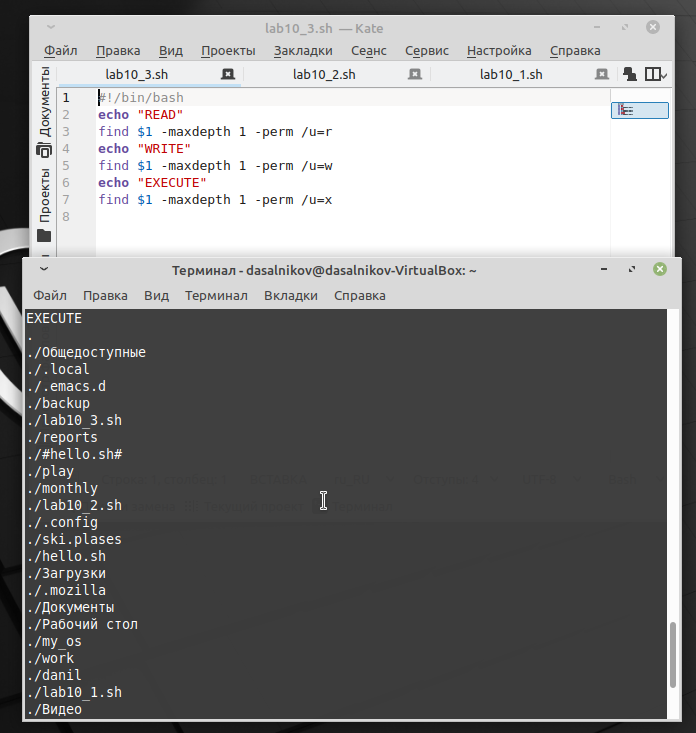 lab10_3.sh — Kate
Файл Правка Вид Проекты Закладки Сеанс Сервис Настройка Справка
lab10_3.sh lab10_2.sh lab10_1.sh
Документы
Проекты
1 #!/bin/bash
2 echo "READ"
3 find $1 -maxdepth 1 -perm /u=r
4 echo "WRITE"
5 find $1 -maxdepth 1 -perm /u=w
6 echo "EXECUTE"
7 find $1 -maxdepth 1 -perm /u=x
8
Терминал - dasalnikov@dasalnikov-VirtualBox: ~
Файл Правка Вид Терминал Вкладки Справка
EXECUTE
.
./Общедоступные
./.local
./.emacs.d
./backup
./lab10_3.sh
./reports
./#hello.sh#
./play
./monthly
./lab10_2.sh
./.config
./ski.plases
./hello.sh
./Загрузки
./.mozilla
./Документы
./Рабочий стол
./my_os
./work
./danil
./lab10_1.sh
./Видео